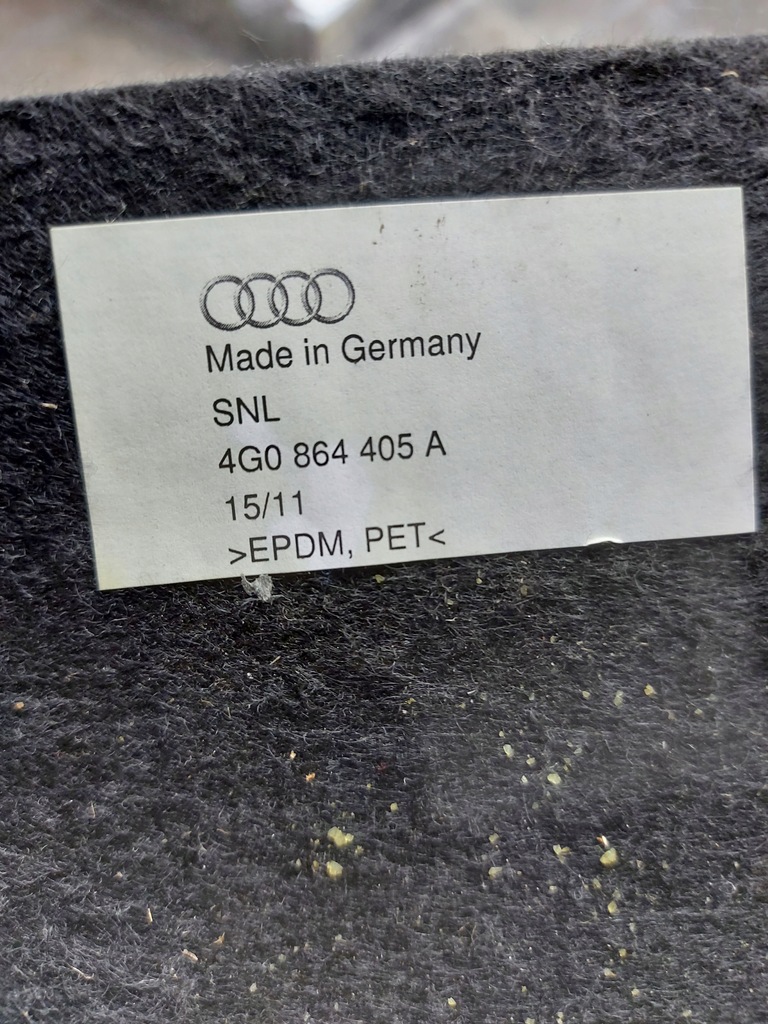 Made in Germany
SNL
4G0 864 405 A
15/11
>EPDM, PET<